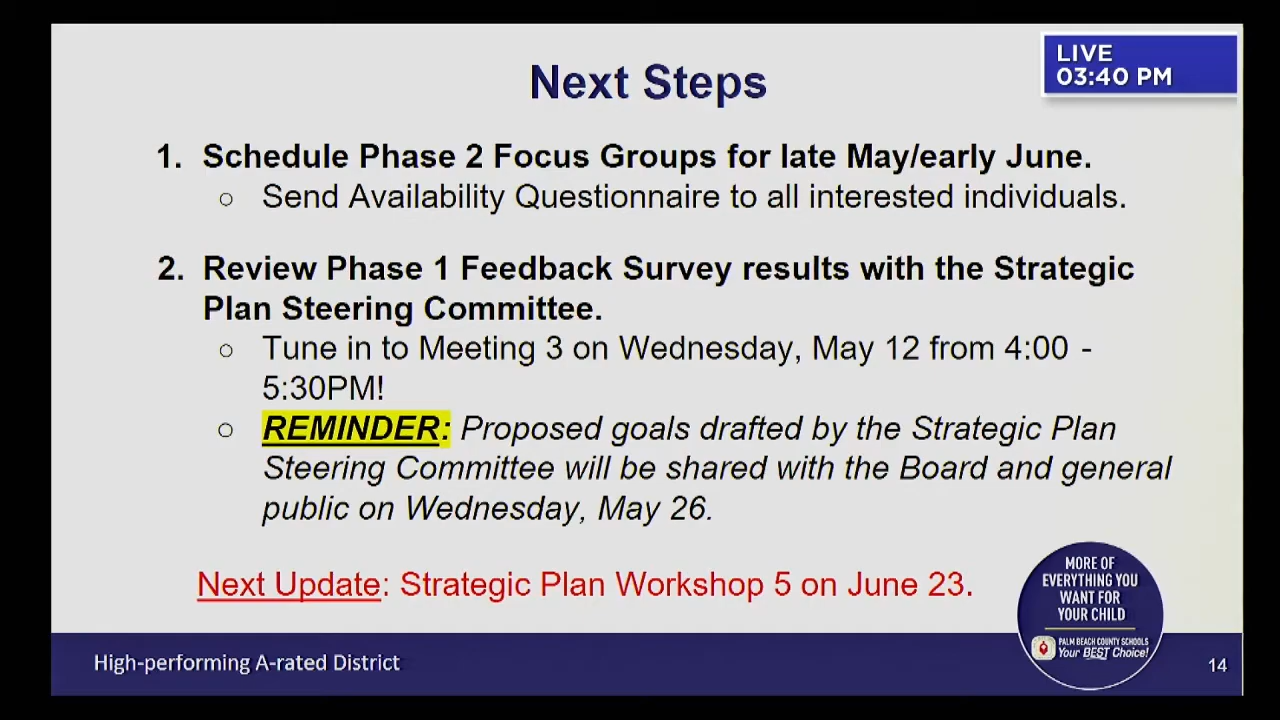 Next Steps
LIVE
03:40 PM
1. Schedule Phase 2 Focus Groups for late May/early June.
○ Send Availability Questionnaire to all interested individuals.
2. Review Phase 1 Feedback Survey results with the Strategic
Plan Steering Committee.
○ Tune in to Meeting 3 on Wednesday, May 12 from 4:00 -
5:30PM!
○ REMINDER: Proposed goals drafted by the Strategic Plan
Steering Committee will be shared with the Board and general
public on Wednesday, May 26.
Next Update: Strategic Plan Workshop 5 on June 23.
MORE OF
EVERYTHING YOU
WANT FOR
YOUR CHILD
PALM BEACH COUNTY SCHOOLS
Your BEST Choice!
High-performing A-rated District
14